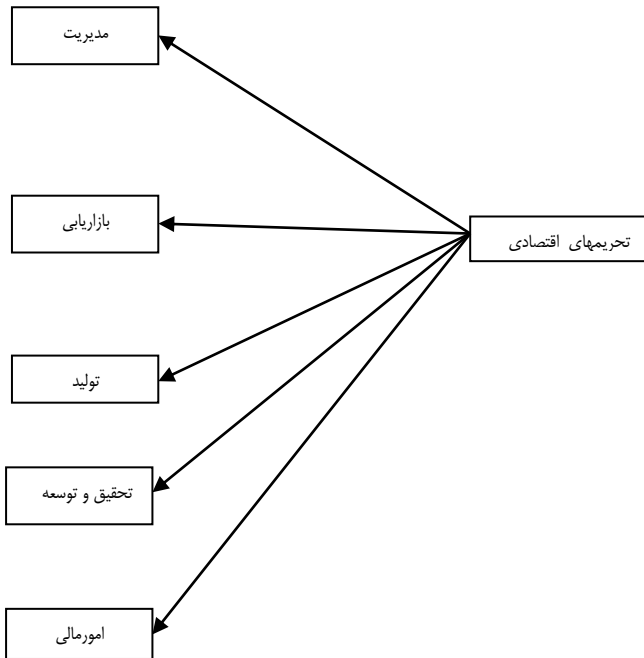 مدیریت
بازاریابی
تحریمهای اقتصادی
تولید
تحقیق و توسعه
امورمالی